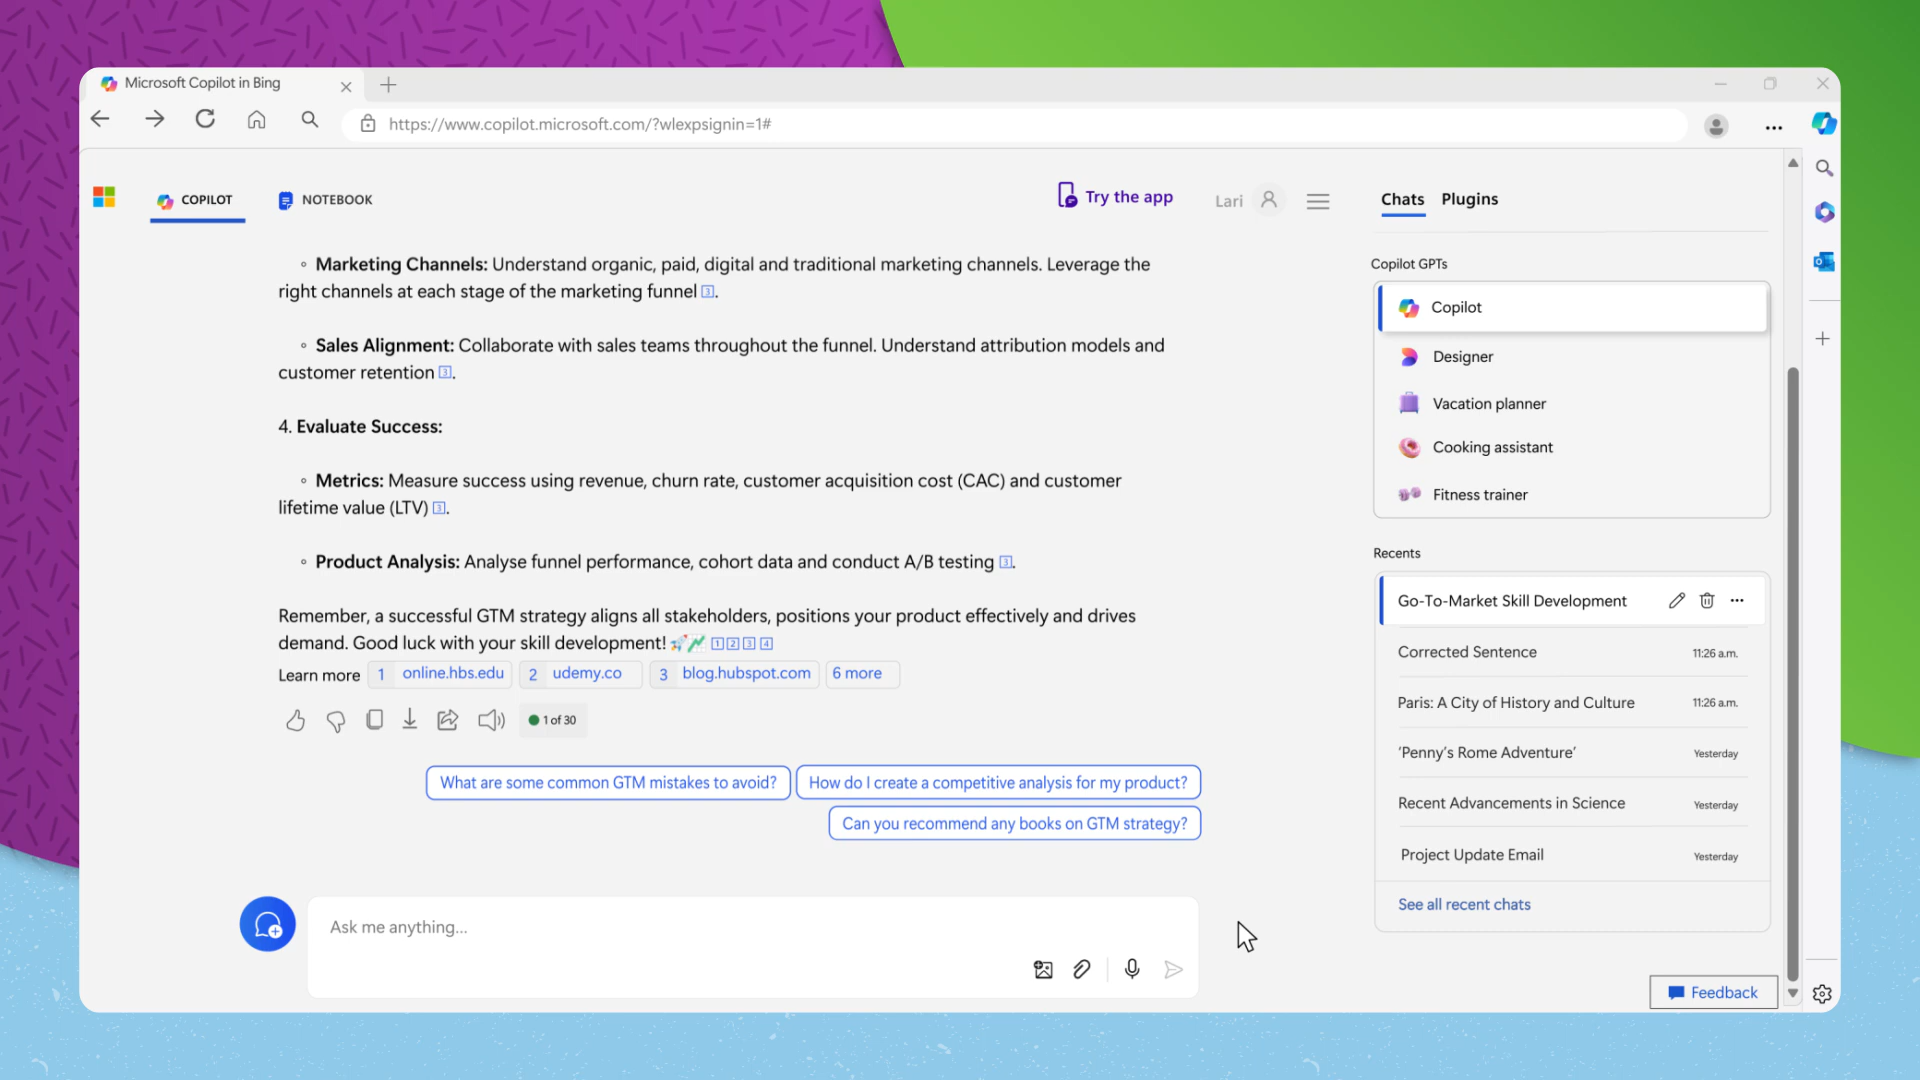 Microsoft Copilot in Bing
https://www.copilot.microsoft.com/?wlexpsignin=1#
COPILOT
NOTEBOOK
Try the app
Lari
Chats
Plugins
◦ Marketing Channels: Understand organic, paid, digital and traditional marketing channels. Leverage the
right channels at each stage of the marketing funnel 3.
◦ Sales Alignment: Collaborate with sales teams throughout the funnel. Understand attribution models and
customer retention 3.
4. Evaluate Success:
◦ Metrics: Measure success using revenue, churn rate, customer acquisition cost (CAC) and customer
lifetime value (LTV) 3.
◦ Product Analysis: Analyse funnel performance, cohort data and conduct A/B testing 3.
Remember, a successful GTM strategy aligns all stakeholders, positions your product effectively and drives
demand. Good luck with your skill development! 🚀📈 1 2 3 4
Learn more 1 online.hbs.edu 2 udemy.co 3 blog.hubspot.com 6 more
1 of 30
What are some common GTM mistakes to avoid?
How do I create a competitive analysis for my product?
Can you recommend any books on GTM strategy?
Ask me anything...
Copilot GPTs
Copilot
Designer
Vacation planner
Cooking assistant
Fitness trainer
Recents
Go-To-Market Skill Development
Corrected Sentence 11:26 a.m.
Paris: A City of History and Culture 11:26 a.m.
‘Penny’s Rome Adventure’ Yesterday
Recent Advancements in Science Yesterday
Project Update Email Yesterday
See all recent chats
Feedback